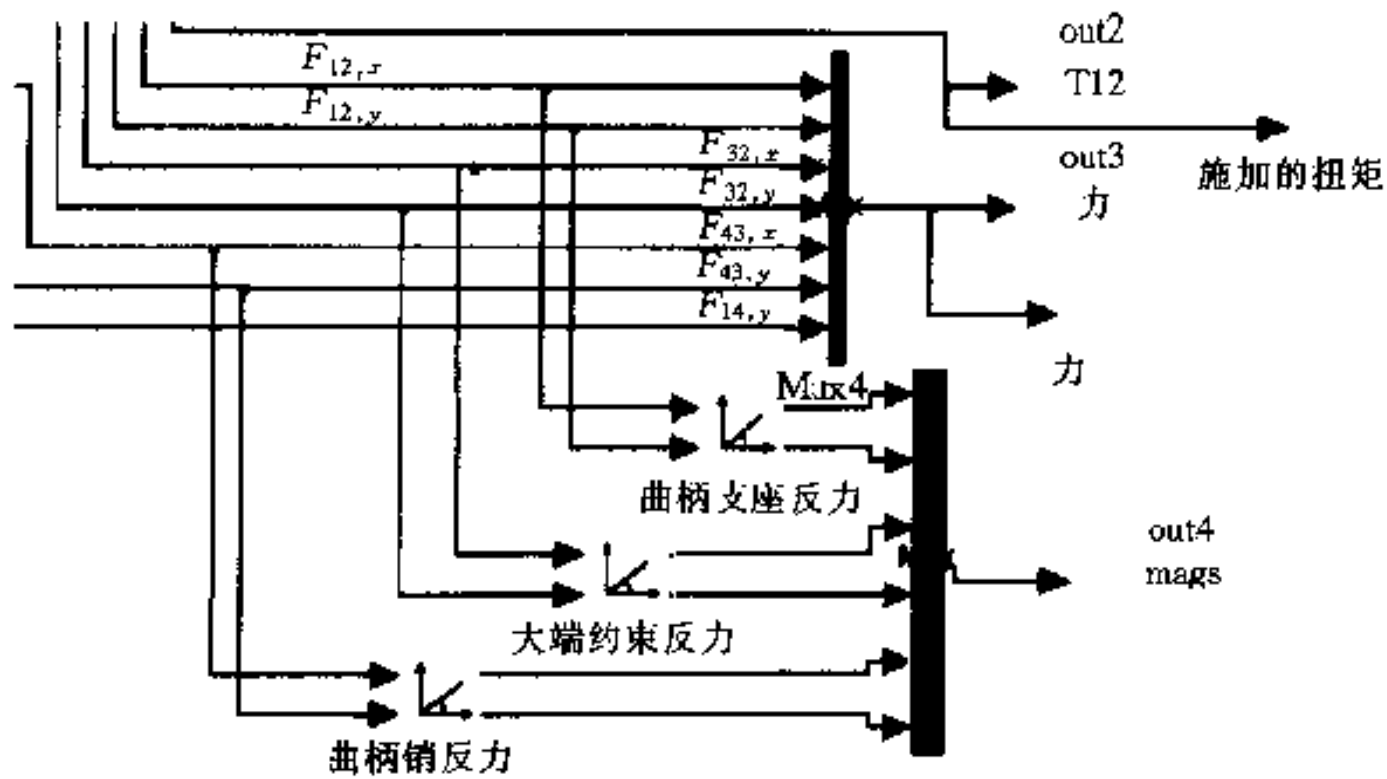 out2
F12,x
T12
F12,y
F32,x
out3
施加的扭矩
F32,y
力
F43,x
F43,y
F14,y
力
Mux4
曲柄支座反力
out4
mags
大端约束反力
曲柄销反力